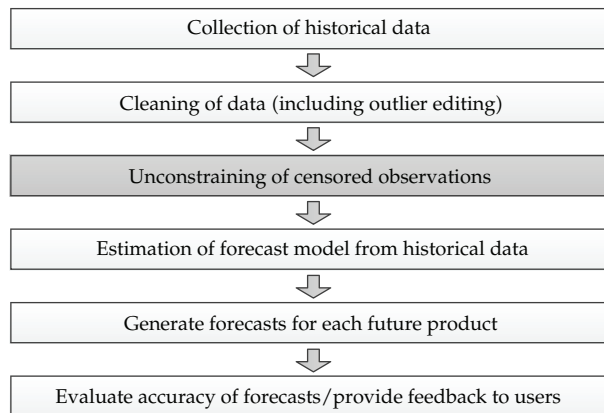 Collection of historical data
Cleaning of data (including outlier editing)
Unconstraining of censored observations
Estimation of forecast model from historical data
Generate forecasts for each future product
Evaluate accuracy of forecasts/provide feedback to users